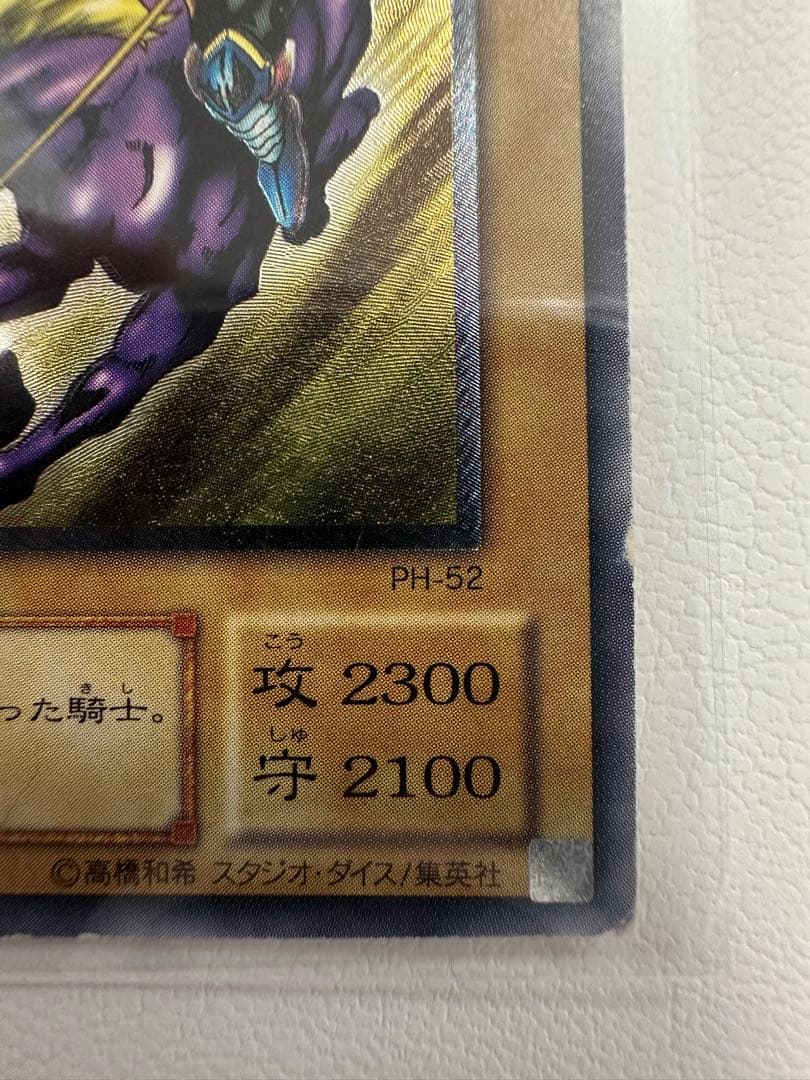 PH-52
こう
攻 2300
きし
った騎士。
しゅ
守 2100
©高橋和希 スタジオ・ダイス/集英社